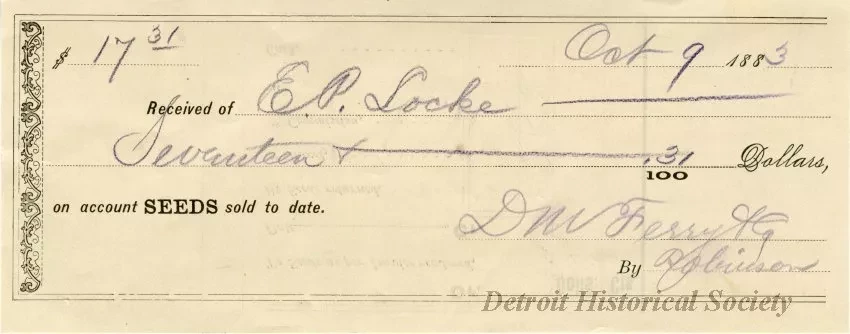 $ 17 31 Oct 9 1883
Received of E.P. Locke
Seventeen & .31/100 Dollars,
on account SEEDS sold to date.
D M Ferry & Co
By Robinson
Detroit Historical Society